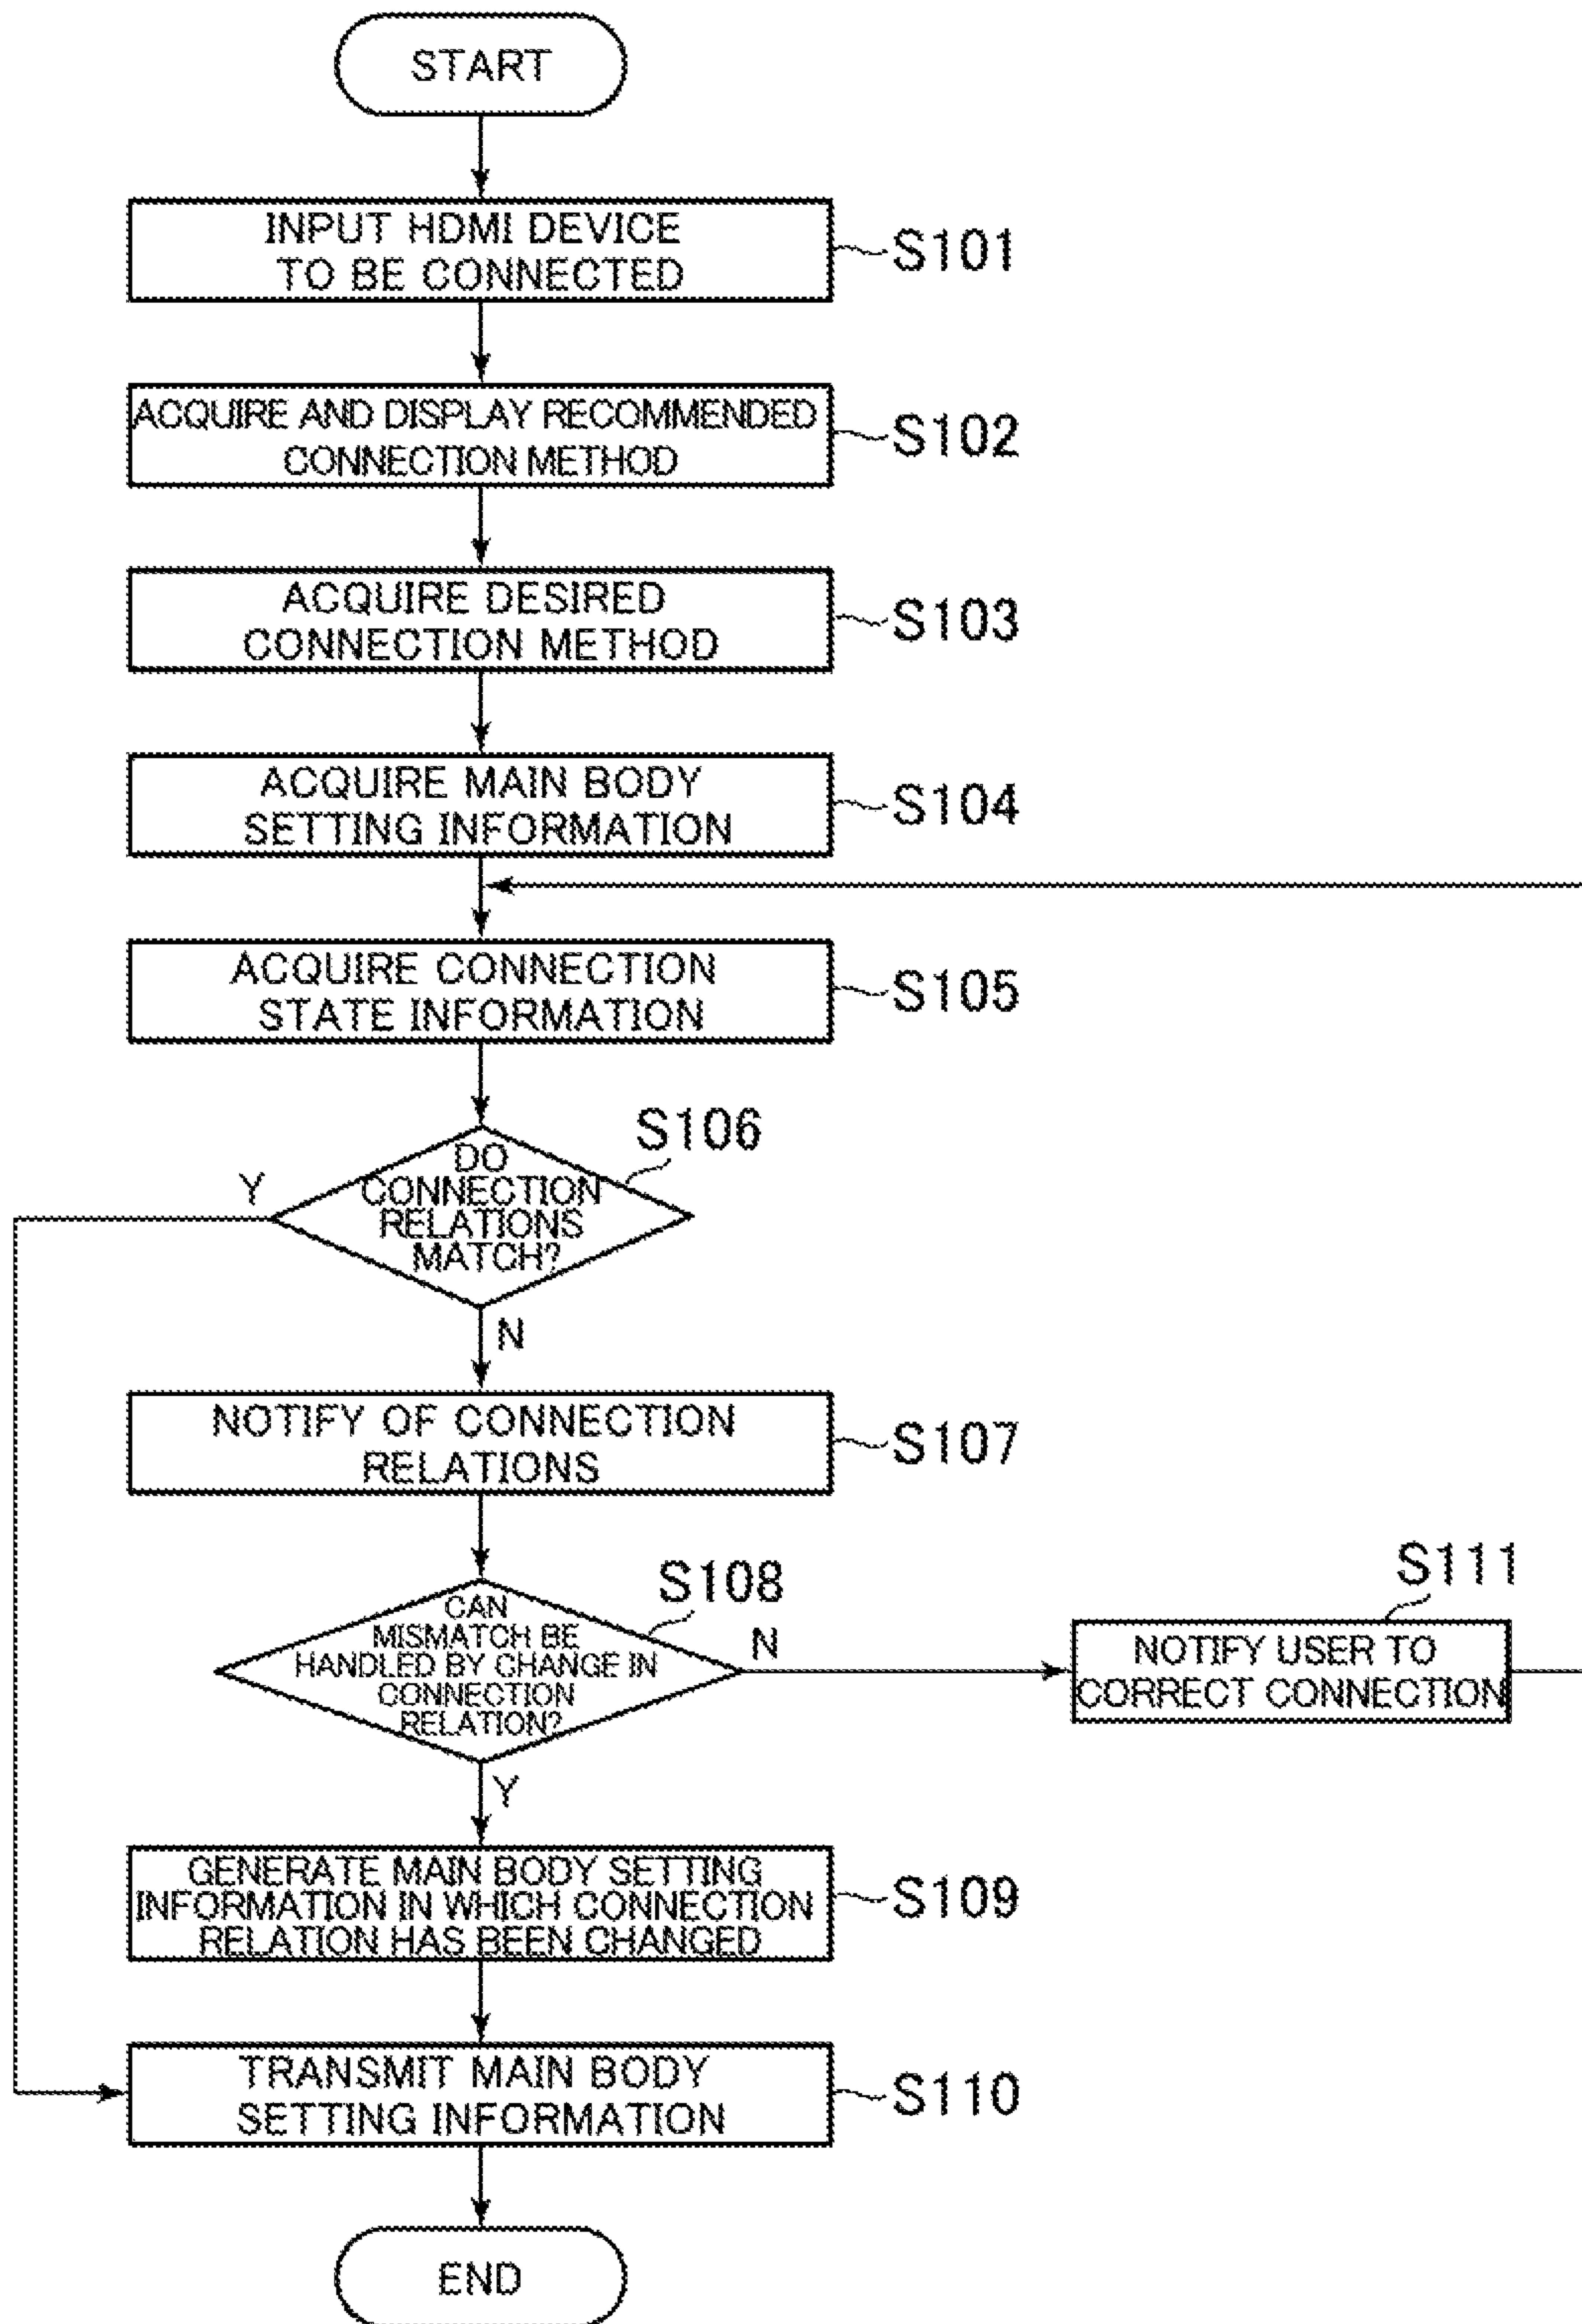 START
INPUT HDMI DEVICE
TO BE CONNECTED
S101
ACQUIRE AND DISPLAY RECOMMENDED
CONNECTION METHOD
S102
ACQUIRE DESIRED
CONNECTION METHOD
S103
ACQUIRE MAIN BODY
SETTING INFORMATION
S104
ACQUIRE CONNECTION
STATE INFORMATION
S105
S106
DO
CONNECTION
RELATIONS
MATCH?
Y
N
NOTIFY OF CONNECTION
RELATIONS
S107
S108
CAN
MISMATCH BE
HANDLED BY CHANGE IN
CONNECTION
RELATION?
N
S111
NOTIFY USER TO
CORRECT CONNECTION
Y
GENERATE MAIN BODY SETTING
INFORMATION IN WHICH CONNECTION
RELATION HAS BEEN CHANGED
S109
TRANSMIT MAIN BODY
SETTING INFORMATION
S110
END